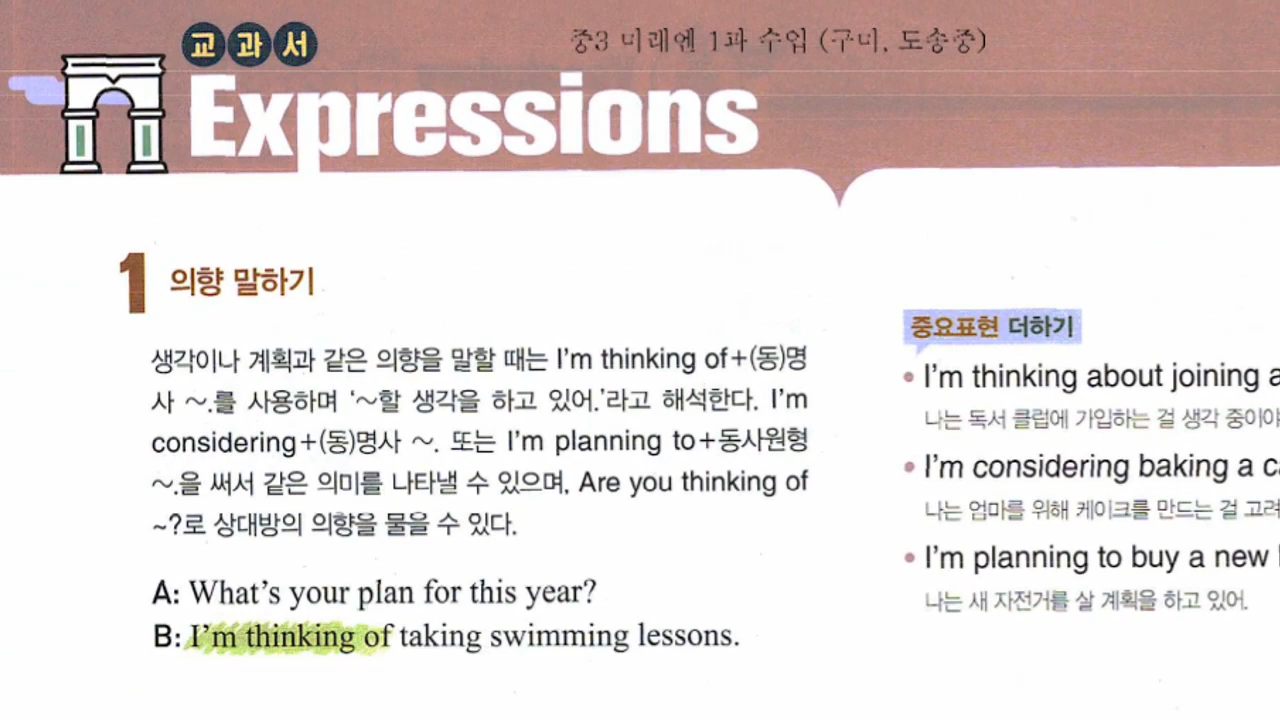 교과서
중3 미래엔 1과 수업 (구미, 도송중)
Expressions
1 의향 말하기
생각이나 계획과 같은 의향을 말할 때는 I'm thinking of+(동)명
사 ~.를 사용하며 '~할 생각을 하고 있어.'라고 해석한다. I'm
considering+(동)명사 ~. 또는 I'm planning to+동사원형
~.을 써서 같은 의미를 나타낼 수 있으며, Are you thinking of
~?로 상대방의 의향을 물을 수 있다.
A: What's your plan for this year?
B: I'm thinking of taking swimming lessons.
중요표현 더하기
• I'm thinking about joining a
나는 독서 클럽에 가입하는 걸 생각 중이야
• I'm considering baking a
나는 엄마를 위해 케이크를 만드는 걸 고려
• I'm planning to buy a new
나는 새 자전거를 살 계획을 하고 있어.